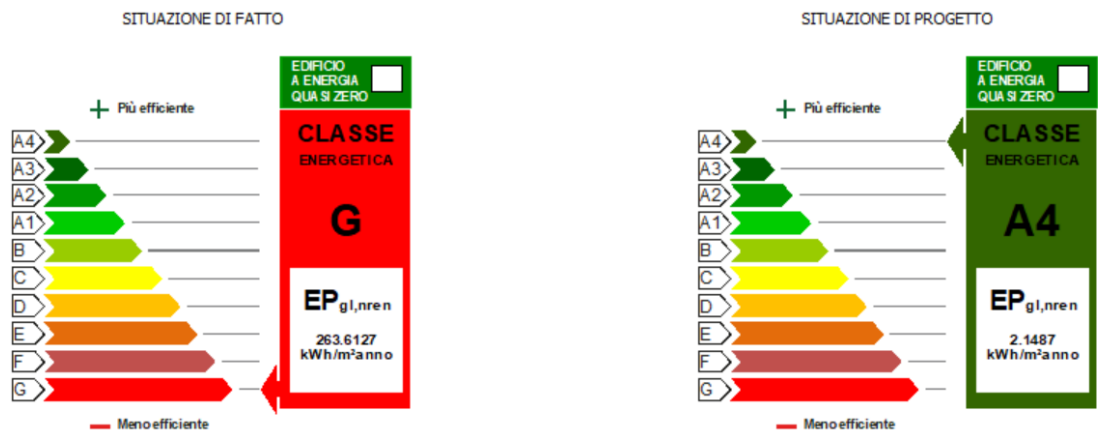 SITUAZIONE DI FATTO
EDIFICIO
A ENERGIA
QUASI ZERO
Più efficiente
CLASSE
ENERGETICA
G
EPgl,nren
263.6127
kWh/m²anno
A4
A3
A2
A1
B
C
D
E
F
G
Meno efficiente
SITUAZIONE DI PROGETTO
EDIFICIO
A ENERGIA
QUASI ZERO
Più efficiente
CLASSE
ENERGETICA
A4
EPgl,nren
2.1487
kWh/m²anno
A4
A3
A2
A1
B
C
D
E
F
G
Meno efficiente